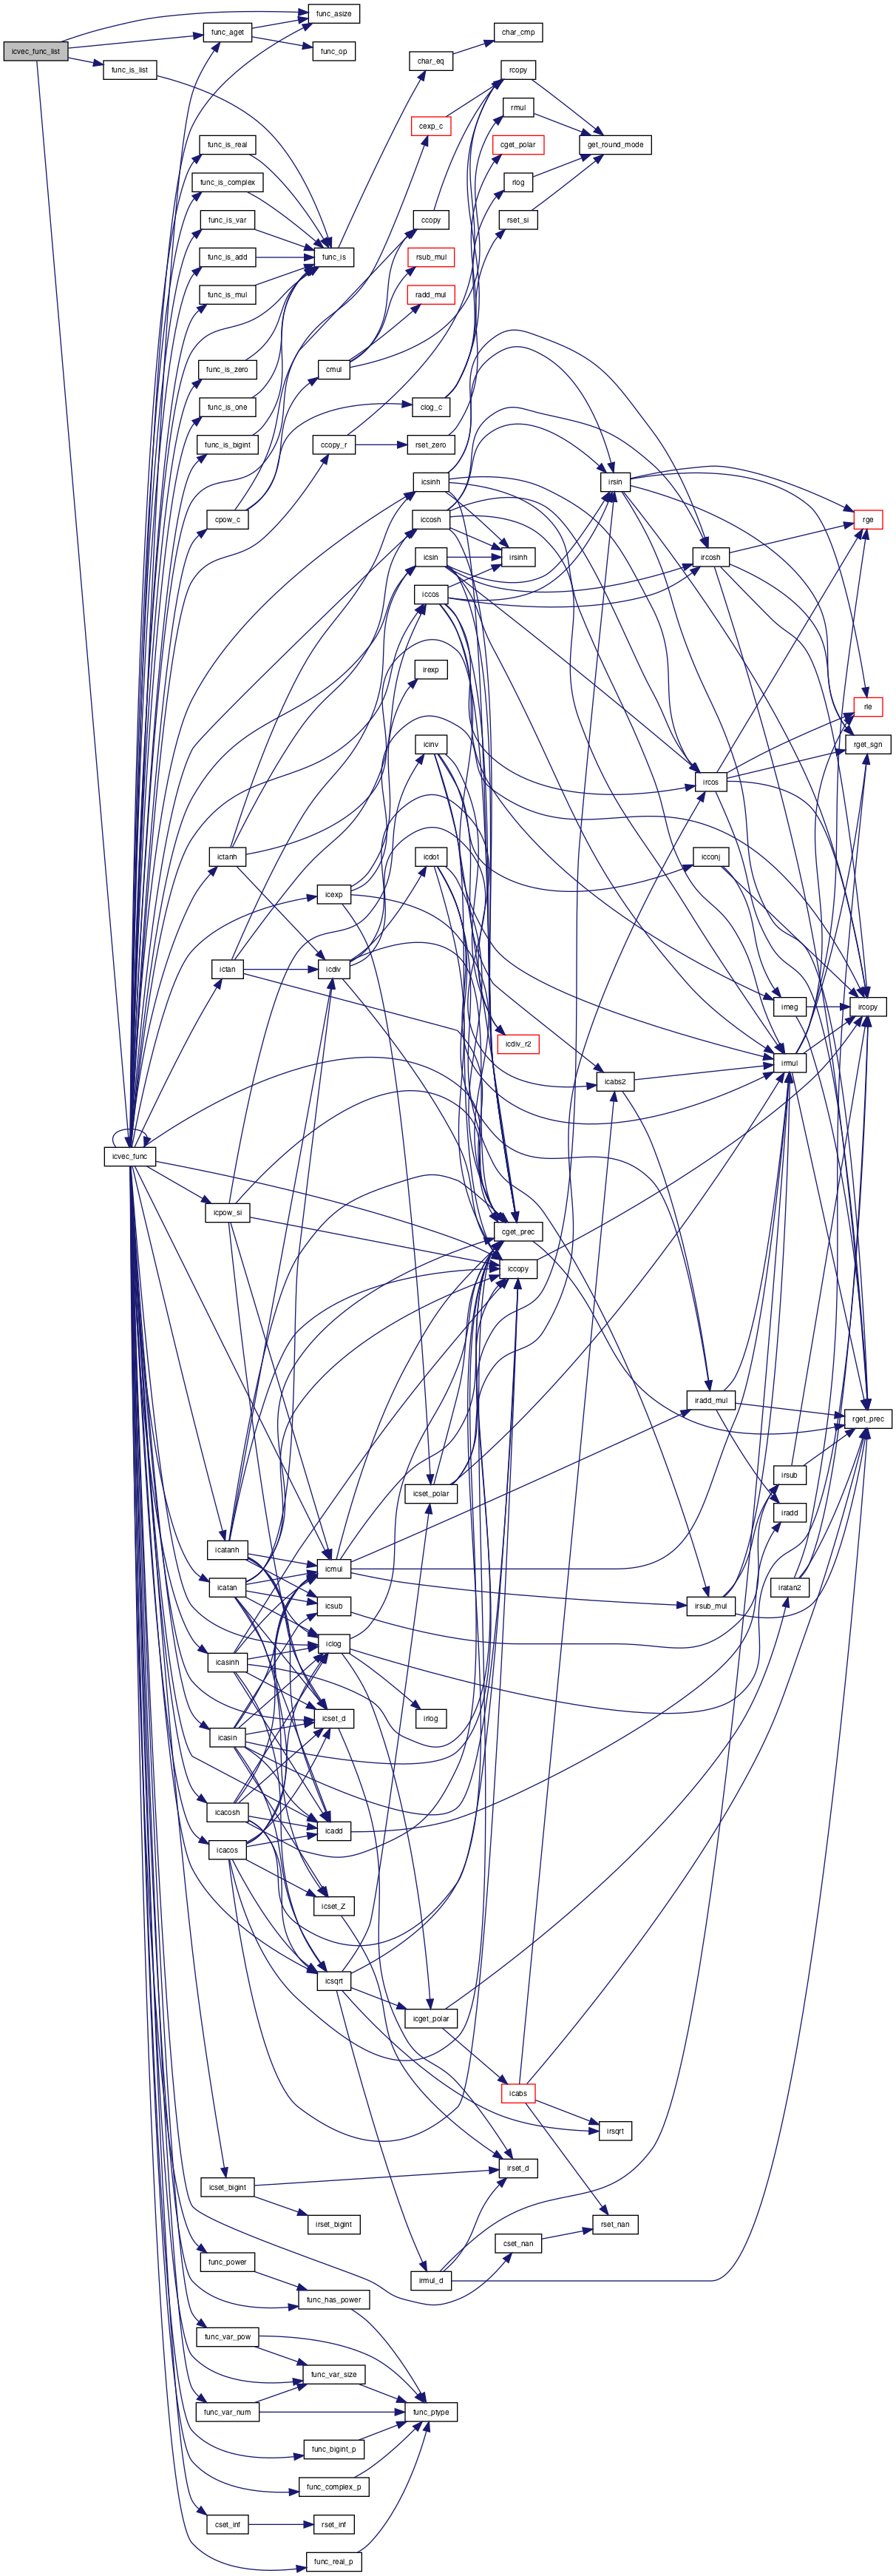 func_asize
char_cmp
func_aget
icvec_func_list
func_op
char_eq
func_is_list
rcopy
rmul
cexp_c
func_is_real
cget_polar
get_round_mode
func_is_complex
rlog
func_is_var
ccopy
rset_si
func_is_add
func_is
rsub_mul
func_is_mul
radd_mul
func_is_zero
cmul
func_is_one
clog_c
func_is_bigint
ccopy_r
rset_zero
icsinh
irsin
cpow_c
iccosh
rge
icsin
irsinh
ircosh
iccos
irexp
rle
icinv
rget_sgn
ircos
ictanh
icdot
icconj
icexp
ictan
icdiv
irneg
ircopy
icdiv_r2
irmul
icabs2
icvec_func
icpow_si
cget_prec
iccopy
iradd_mul
rget_prec
irsub
icset_polar
iradd
icatanh
icmul
icatan
icsub
irsub_mul
iratan2
iclog
icasinh
icset_d
irlog
icasin
icacosh
icadd
icacos
icset_Z
icsqrt
icget_polar
icabs
irsqrt
irset_d
icset_bigint
irset_bigint
rset_nan
cset_nan
func_power
irmul_d
func_has_power
func_var_pow
func_var_size
func_var_num
func_ptype
func_bigint_p
func_complex_p
cset_inf
rset_inf
func_real_p